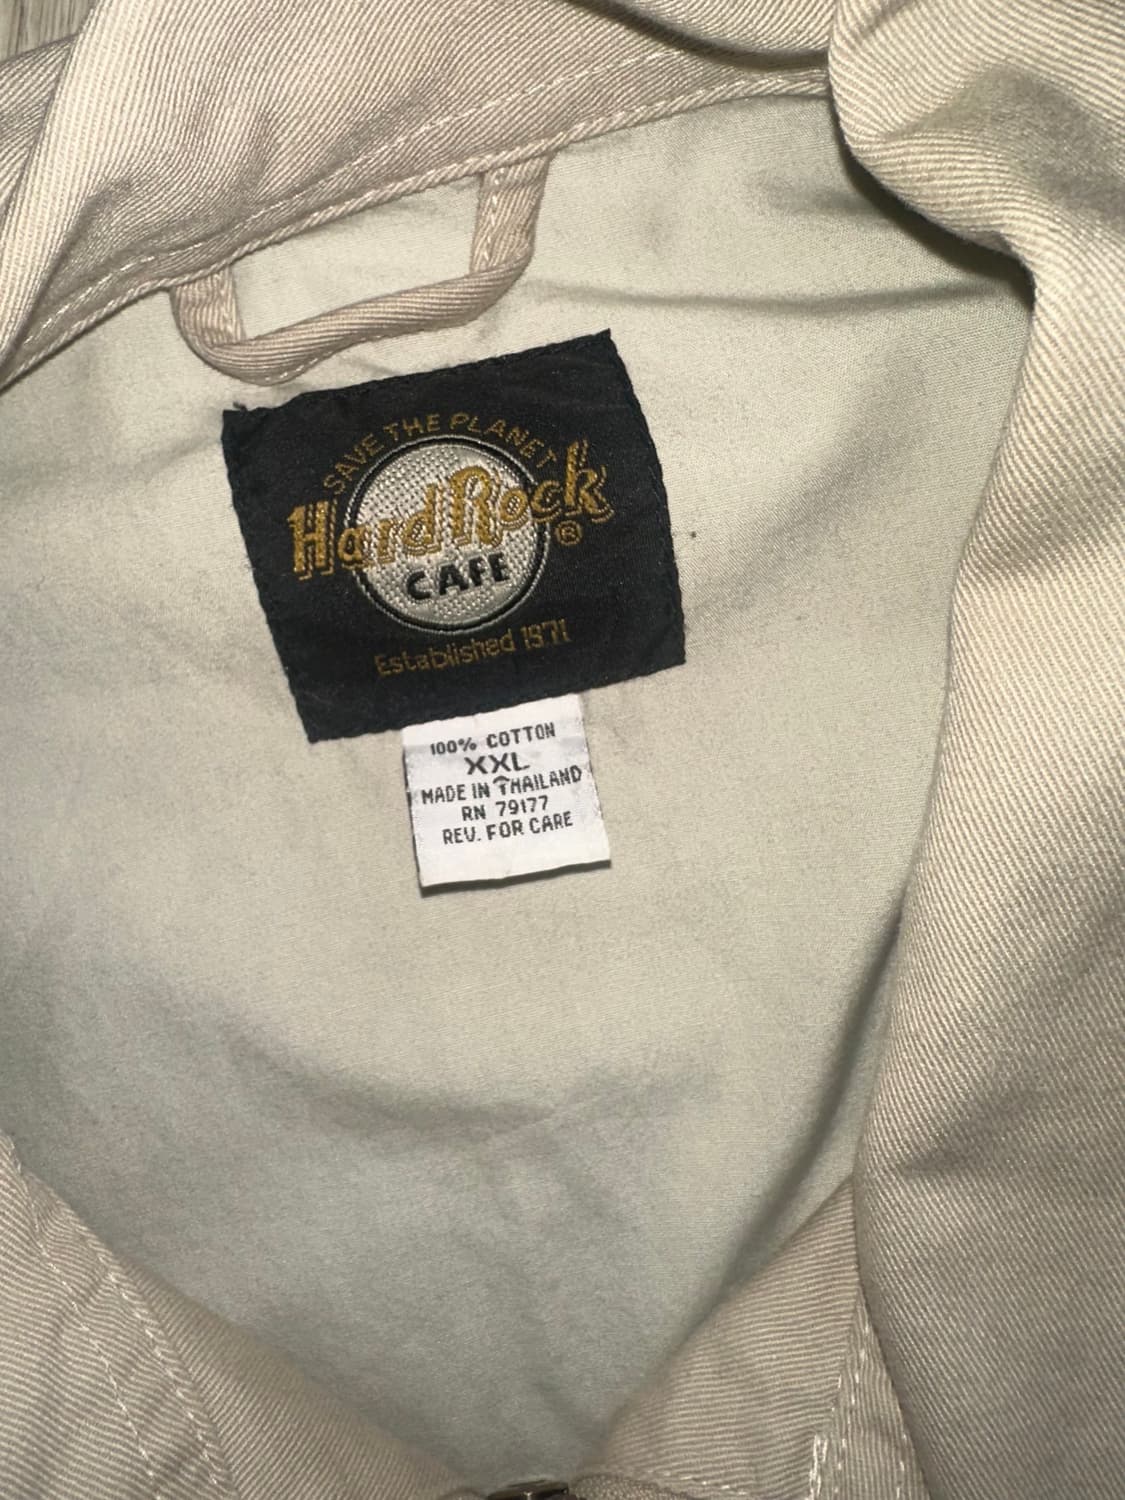 SAVE THE PLANET
Hard Rock ®
CAFE
Established 1971
100% COTTON
XXL
MADE IN THAILAND
RN 79177
REV. FOR CARE